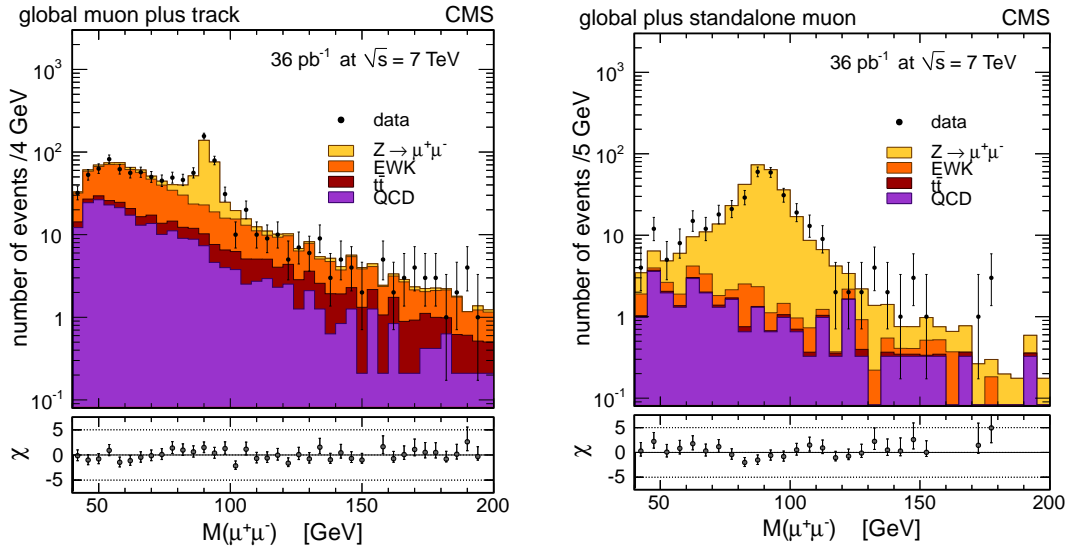 global muon plus track CMS
36 pb⁻¹ at √s = 7 TeV
number of events /4 GeV
10³
10²
10
1
10⁻¹
data
Z → μ⁺μ⁻
EWK
tt̄
QCD
χ
5
0
-5
50 100 150 200
M(μ⁺μ⁻) [GeV]
global plus standalone muon CMS
36 pb⁻¹ at √s = 7 TeV
number of events /5 GeV
10³
10²
10
1
10⁻¹
data
Z → μ⁺μ⁻
EWK
tt̄
QCD
χ
5
0
-5
50 100 150 200
M(μ⁺μ⁻) [GeV]